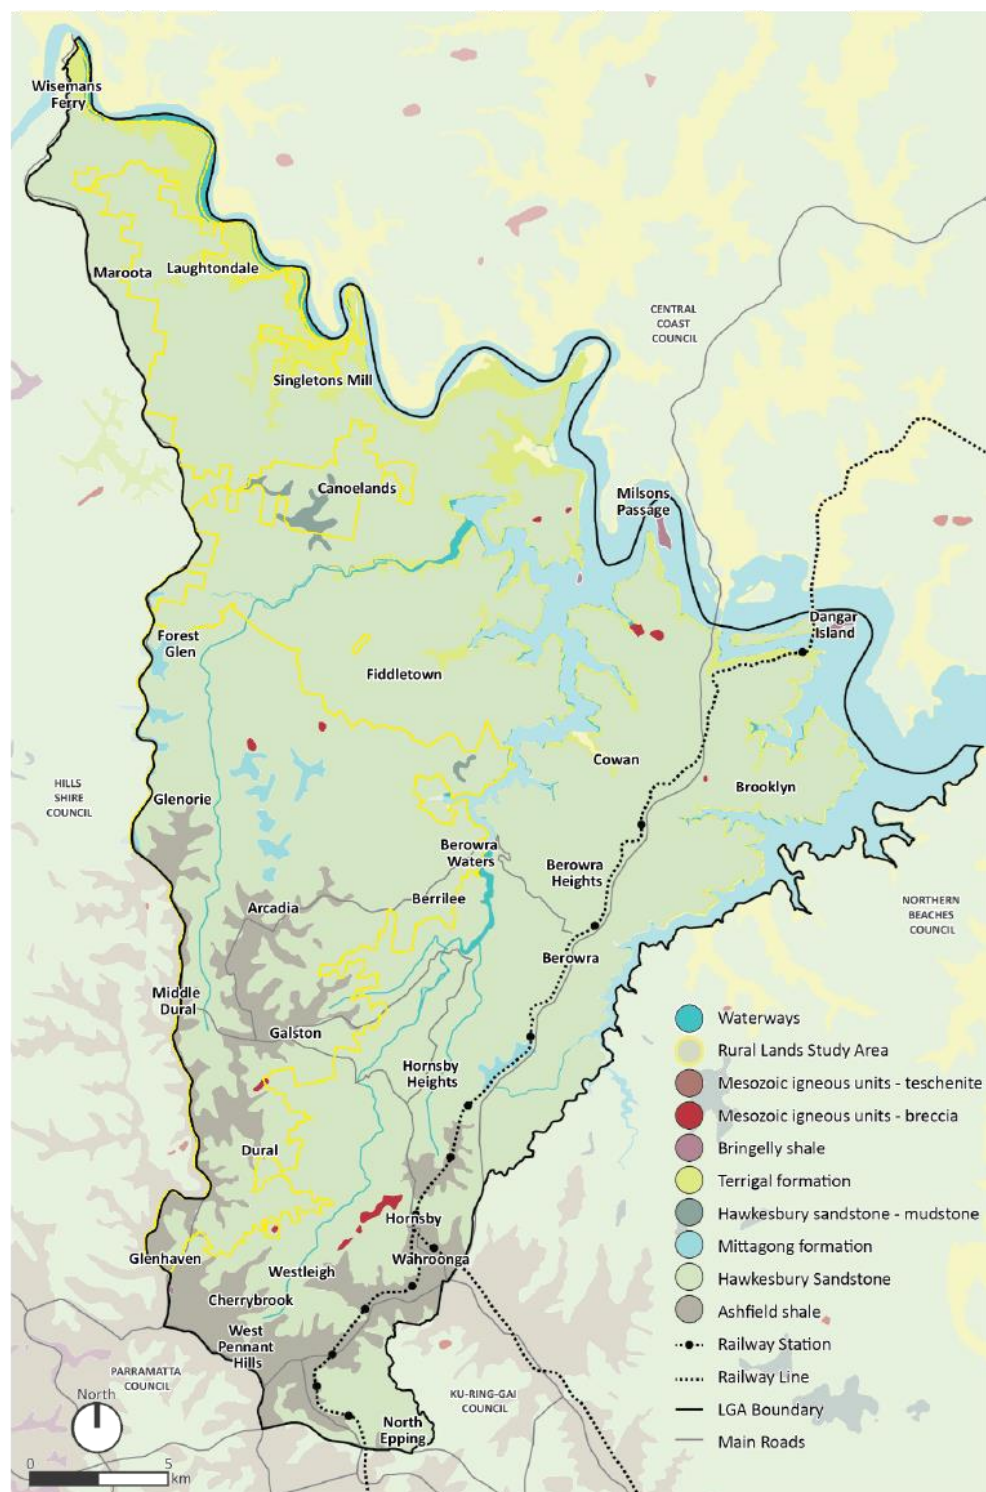 Wisemans
Ferry
Maroota
Laughtondale
CENTRAL
COAST
COUNCIL
Singletons Mill
Canoelands
Milsons
Passage
Dangar
Island
Forest
Glen
Fiddletown
Cowan
Brooklyn
HILLS
SHIRE
COUNCIL
Glenorie
Berowra
Waters
Berowra
Heights
Berrilee
Arcadia
NORTHERN
BEACHES
COUNCIL
Berowra
Middle
Dural
Galston
Hornsby
Heights
Dural
Hornsby
Glenhaven
Westleigh
Wahroonga
Cherrybrook
West
Pennant
Hills
PARRAMATTA
COUNCIL
KU-RING-GAI
COUNCIL
North
Epping
Waterways
Rural Lands Study Area
Mesozoic igneous units - teschenite
Mesozoic igneous units - breccia
Bringelly shale
Terrigal formation
Hawkesbury sandstone - mudstone
Mittagong formation
Hawkesbury Sandstone
Ashfield shale
Railway Station
Railway Line
LGA Boundary
Main Roads
North
0 5
km